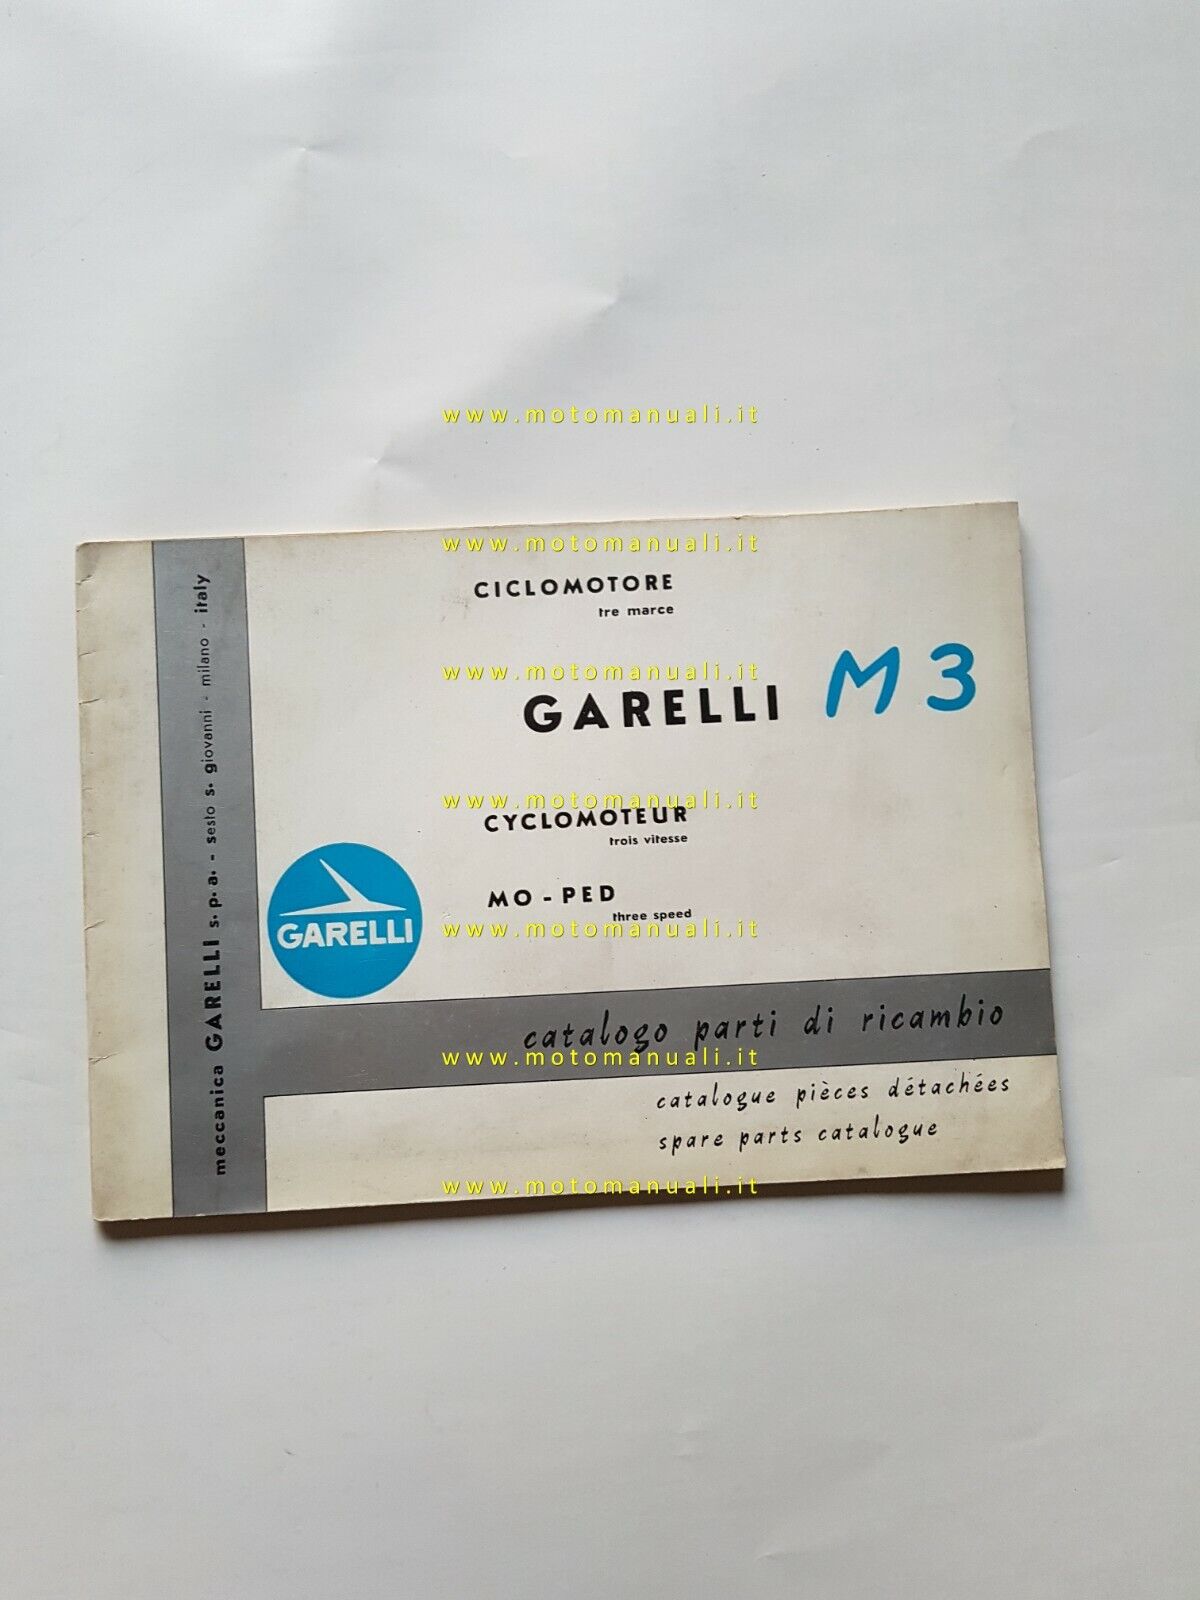 www.motomanuali.it
www.motomanuali.it
CICLOMOTORE
tre marce
www.motomanuali.it
GARELLI M3
www.motomanuali.it
CYCLOMOTEUR
trois vitesse
MO-PED
three speed
www.motomanuali.it
GARELLI
meccanica GARELLI s.p.a. - sesto s. giovanni - milano - italy
catalogo parti di ricambio
www.motomanuali.it
catalogue pièces détachées
spare parts catalogue
www.motomanuali.it